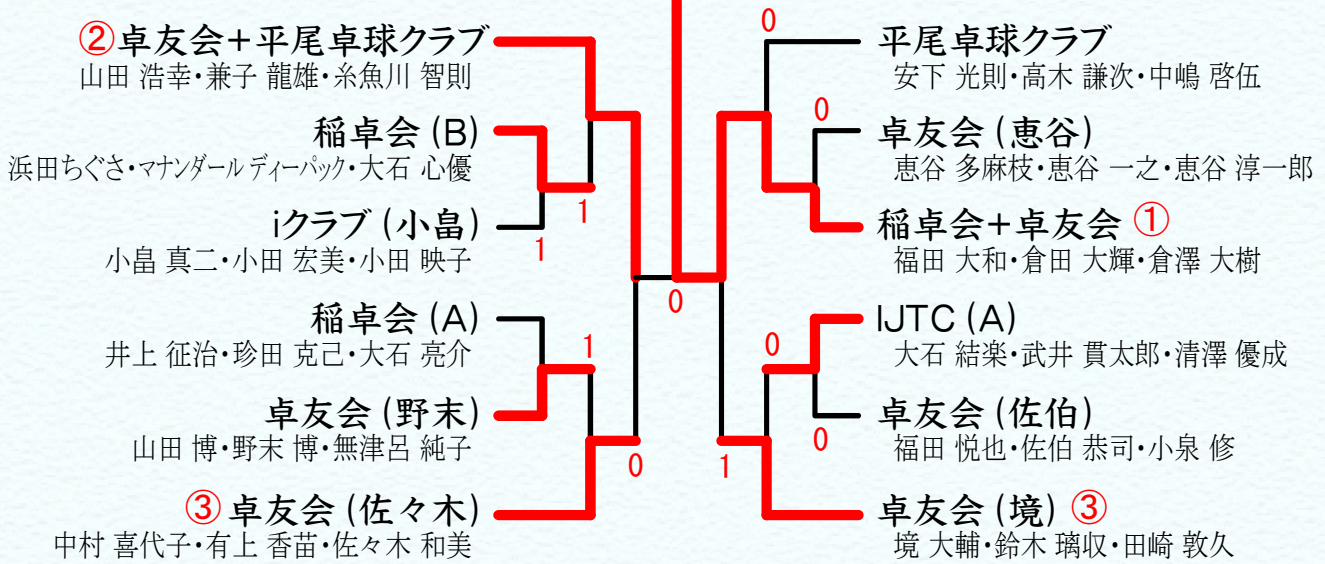 ②卓友会+平尾卓球クラブ
山田 浩幸・兼子 龍雄・糸魚川 智則
稲卓会 (B)
浜田ちぐさ・マナンダールディーパック・大石 心優
1
iクラブ (小畠)
小畠 真二・小田 宏美・小田 映子
1
稲卓会 (A)
井上 征治・珍田 克己・大石 亮介
1
卓友会 (野末)
山田 博・野末 博・無津呂 純子
0
③卓友会 (佐々木)
中村 喜代子・有上 香苗・佐々木 和美
0
0
平尾卓球クラブ
安下 光則・高木 謙次・中嶋 啓伍
0
卓友会 (恵谷)
恵谷 多麻枝・恵谷 一之・恵谷 淳一郎
稲卓会+卓友会 ①
福田 大和・倉田 大輝・倉澤 大樹
IJTC (A)
大石 結楽・武井 貫太郎・清澤 優成
0
卓友会 (佐伯)
福田 悦也・佐伯 恭司・小泉 修
0
1
卓友会 (境) ③
境 大輔・鈴木 璃収・田崎 敦久